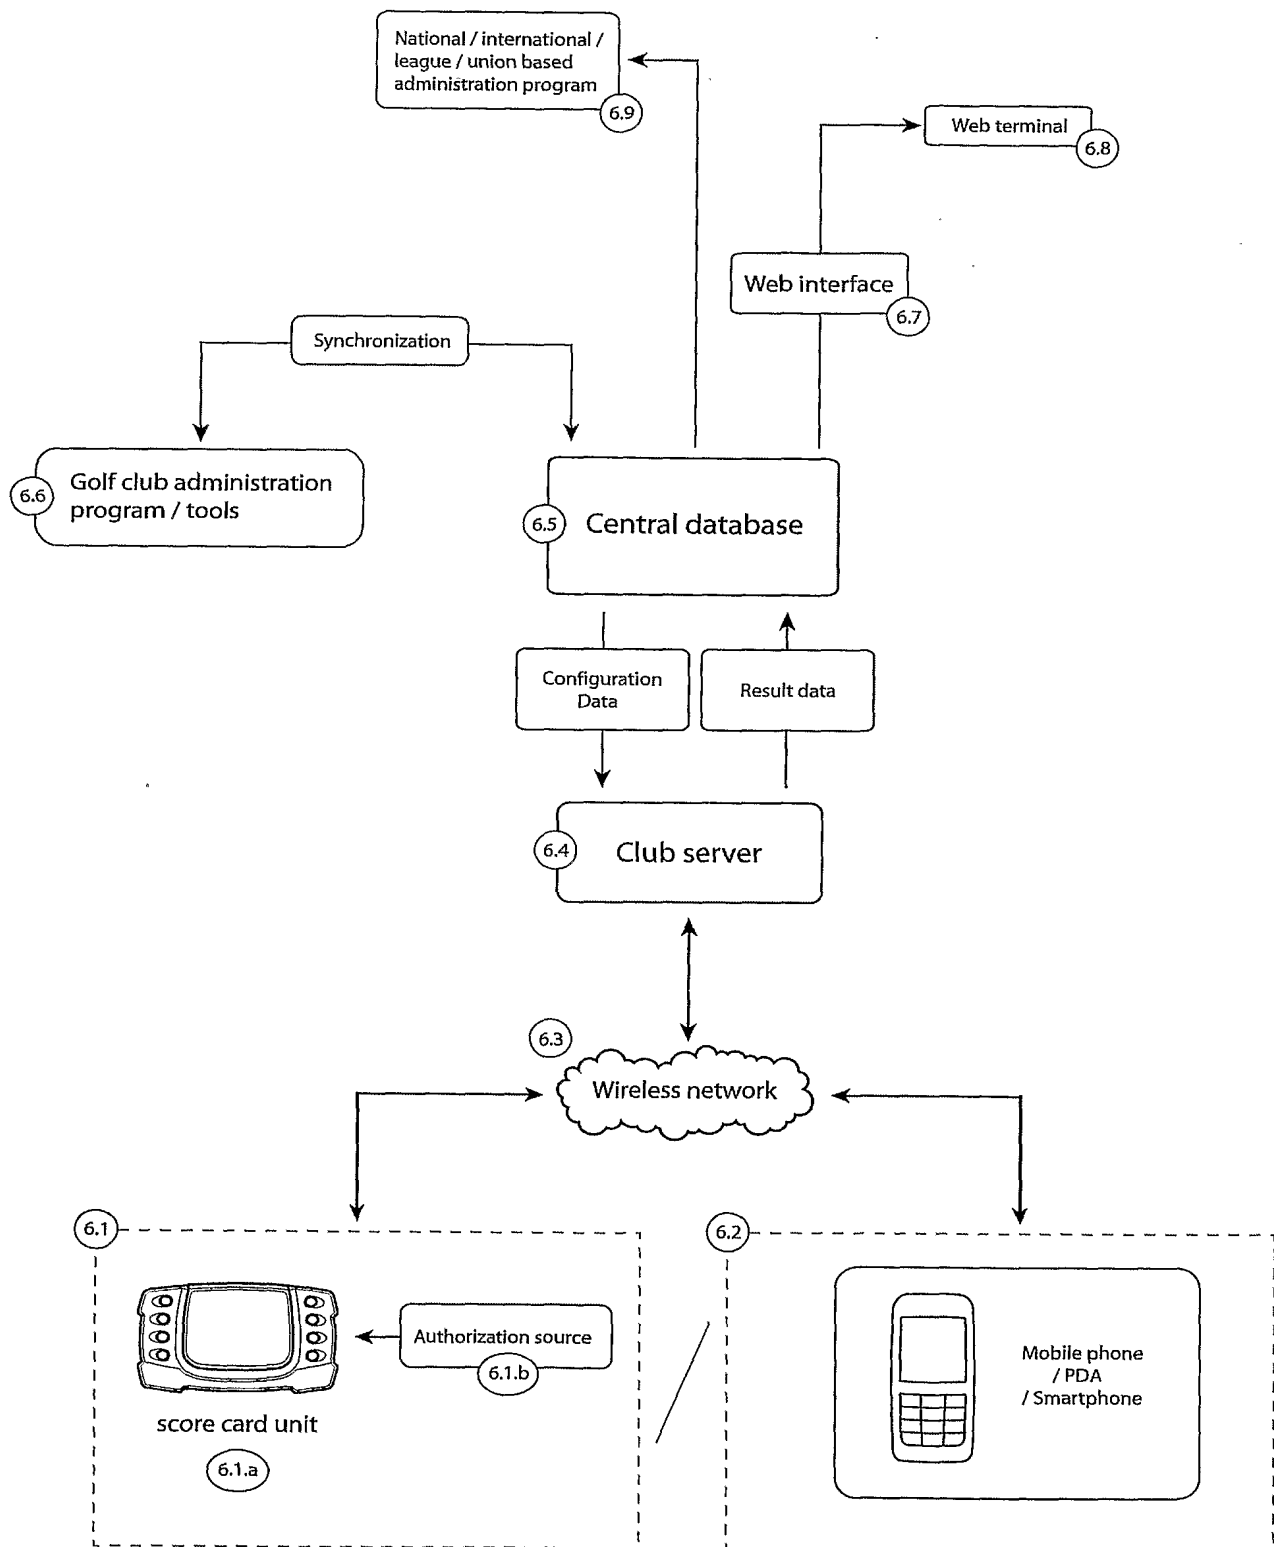 National / international /
league / union based
administration program
6.9
Web terminal
6.8
Web interface
6.7
Synchronization
Golf club administration
program / tools
6.6
6.5
Central database
Configuration
Data
Result data
6.4
Club server
6.3
Wireless network
6.1
6.2
Authorization source
6.1.b
score card unit
6.1.a
Mobile phone
/ PDA
/ Smartphone